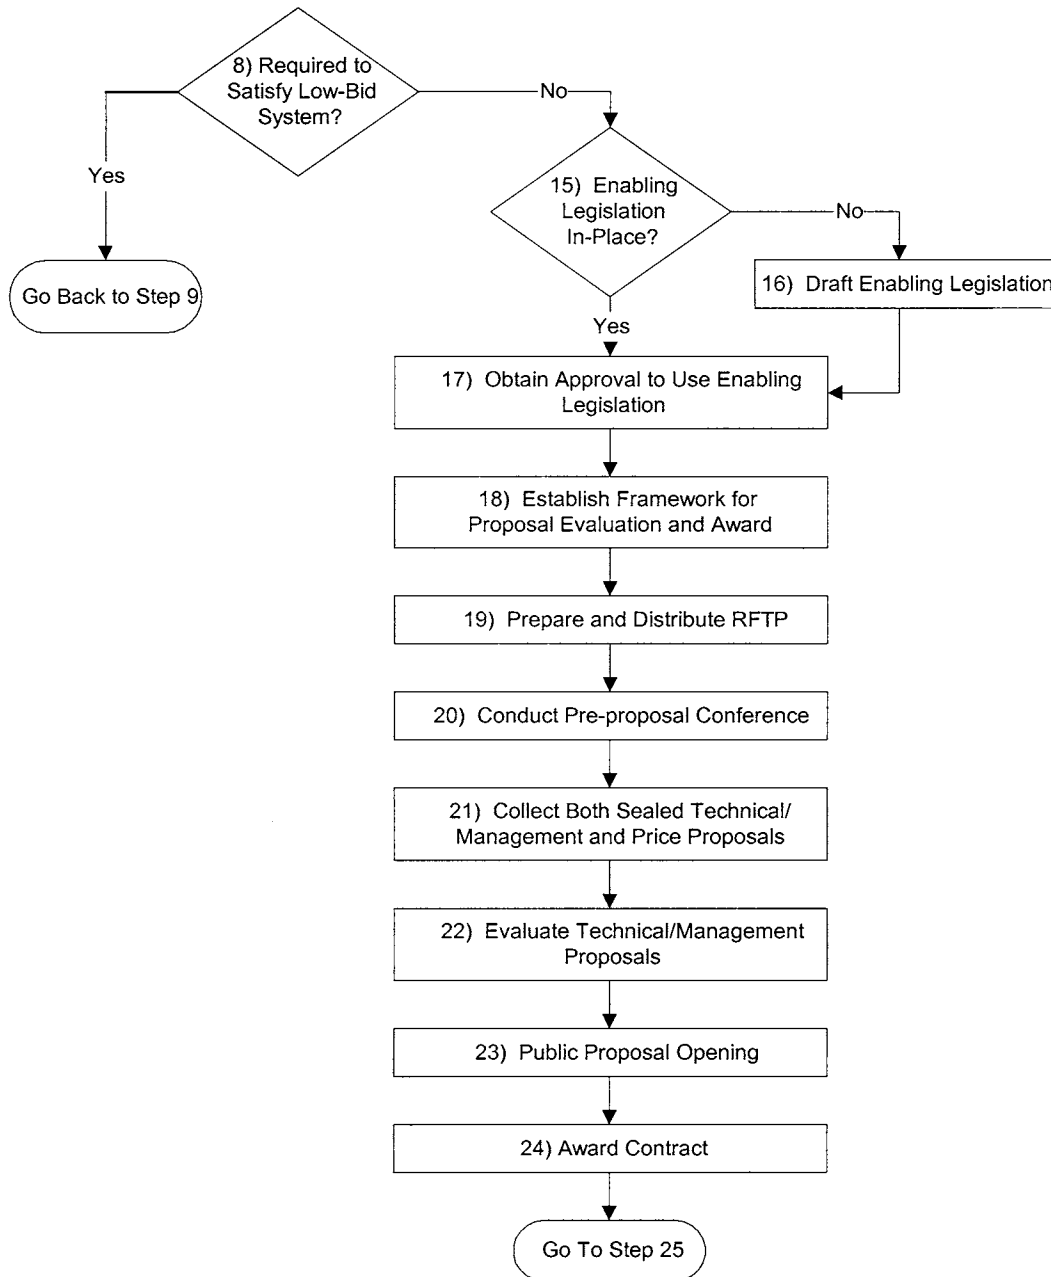 8) Required to
Satisfy Low-Bid
System?
No
Yes
15) Enabling
Legislation
In-Place?
No
Go Back to Step 9
16) Draft Enabling Legislation
Yes
17) Obtain Approval to Use Enabling
Legislation
18) Establish Framework for
Proposal Evaluation and Award
19) Prepare and Distribute RFTP
20) Conduct Pre-proposal Conference
21) Collect Both Sealed Technical/
Management and Price Proposals
22) Evaluate Technical/Management
Proposals
23) Public Proposal Opening
24) Award Contract
Go To Step 25